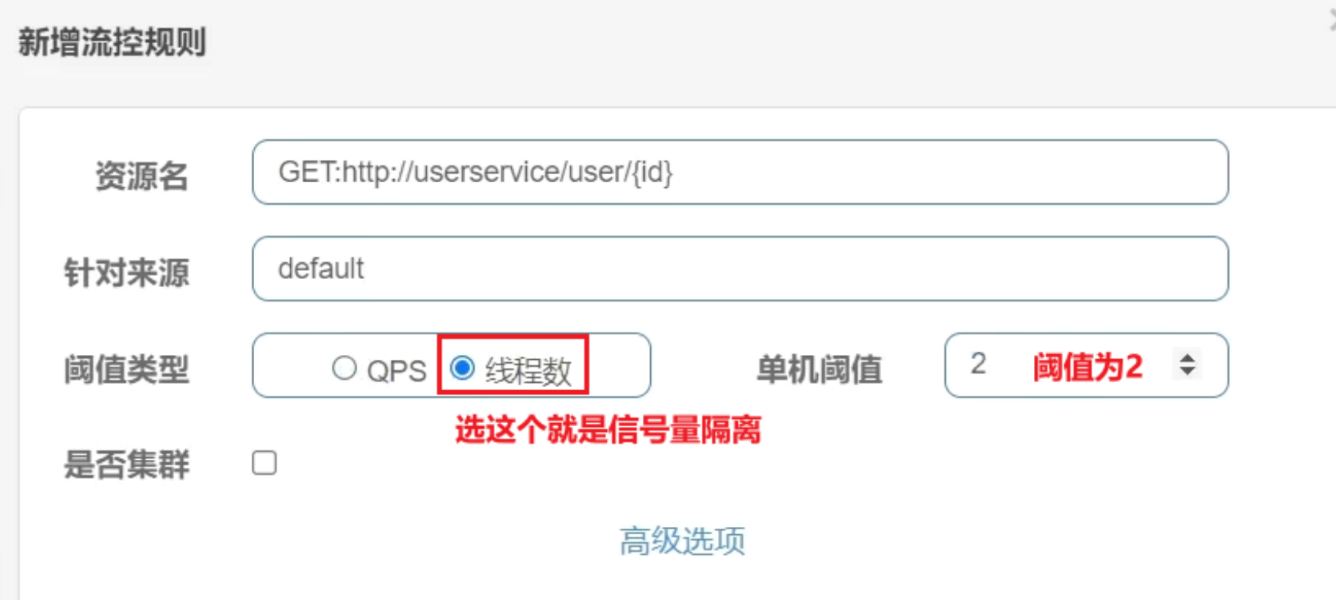 新增流控规则
资源名 GET:http://userservice/user/{id}
针对来源 default
阈值类型 QPS 线程数 单机阈值 2 阈值为2
选这个就是信号量隔离
是否集群
高级选项